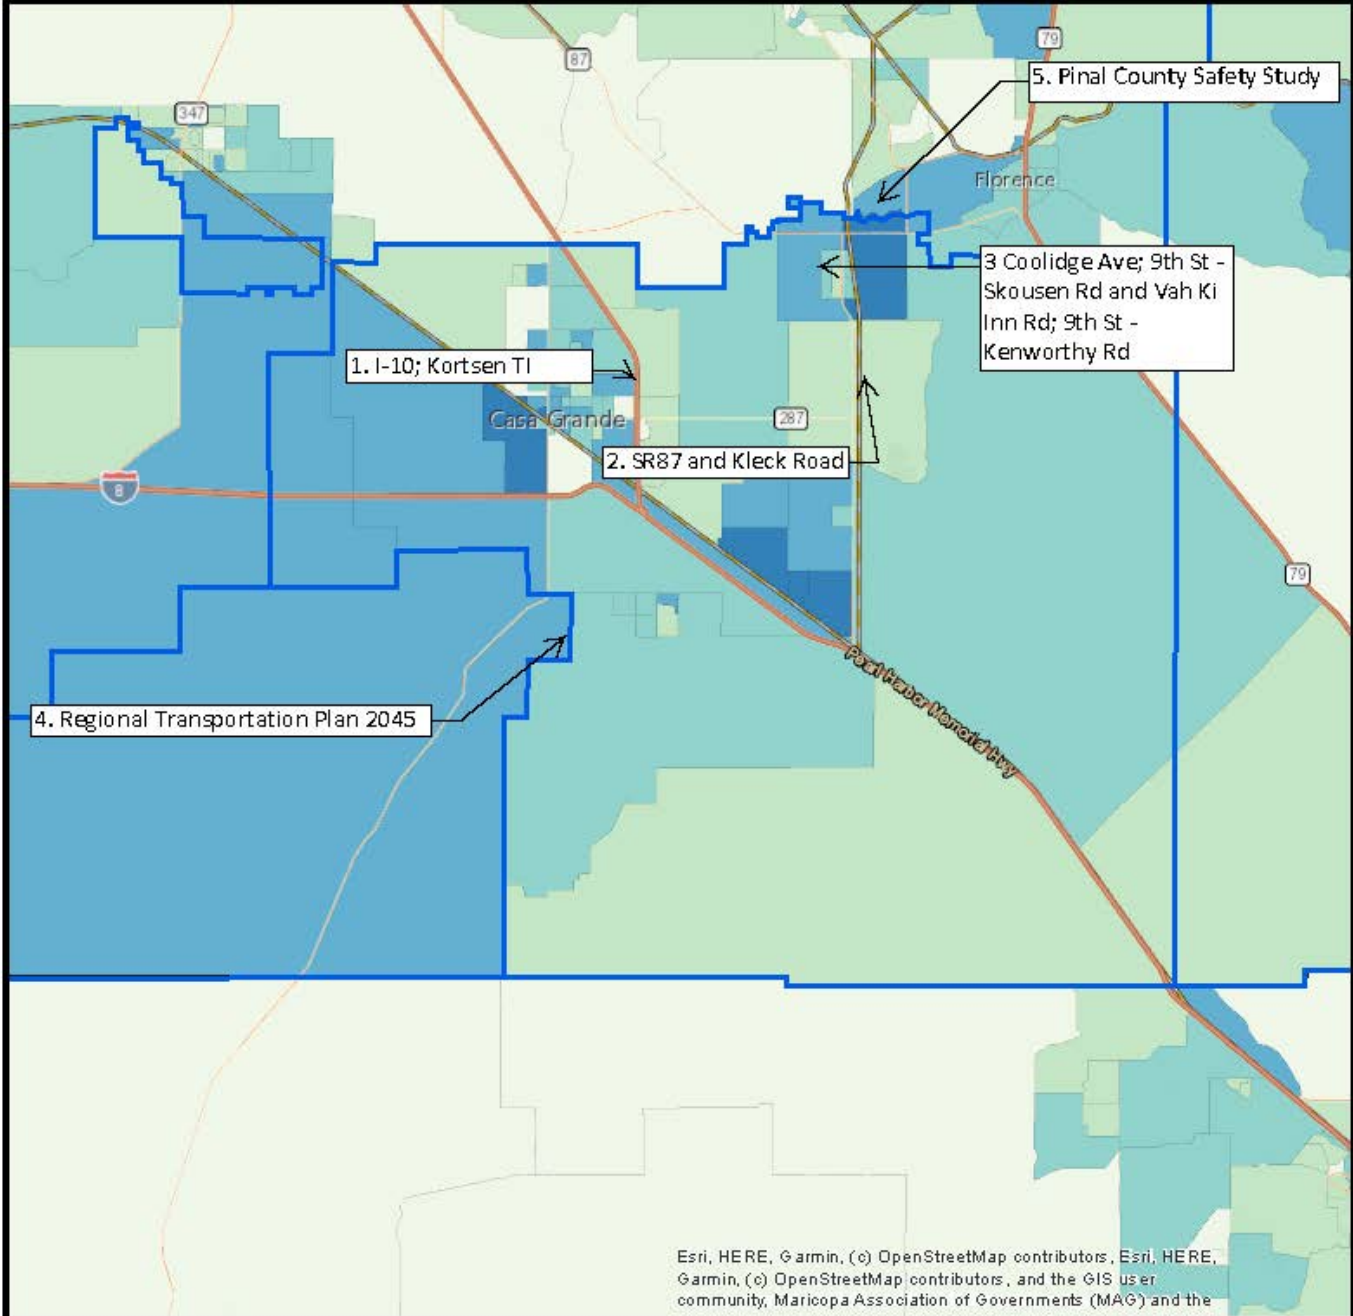 87
79
347
5. Pinal County Safety Study
Florence
3 Coolidge Ave; 9th St -
Skousen Rd and Vah Ki
Inn Rd; 9th St -
Kenworthy Rd
1. I-10; Kortsen TI
Casa Grande
287
2. SR87 and Kleck Road
8
79
Pearl Harbor Memorial Hwy
4. Regional Transportation Plan 2045
Esri, HERE, Garmin, (c) OpenStreetMap contributors, Esri, HERE,
Garmin, (c) OpenStreetMap contributors, and the GIS user
community, Maricopa Association of Governments (MAG) and the